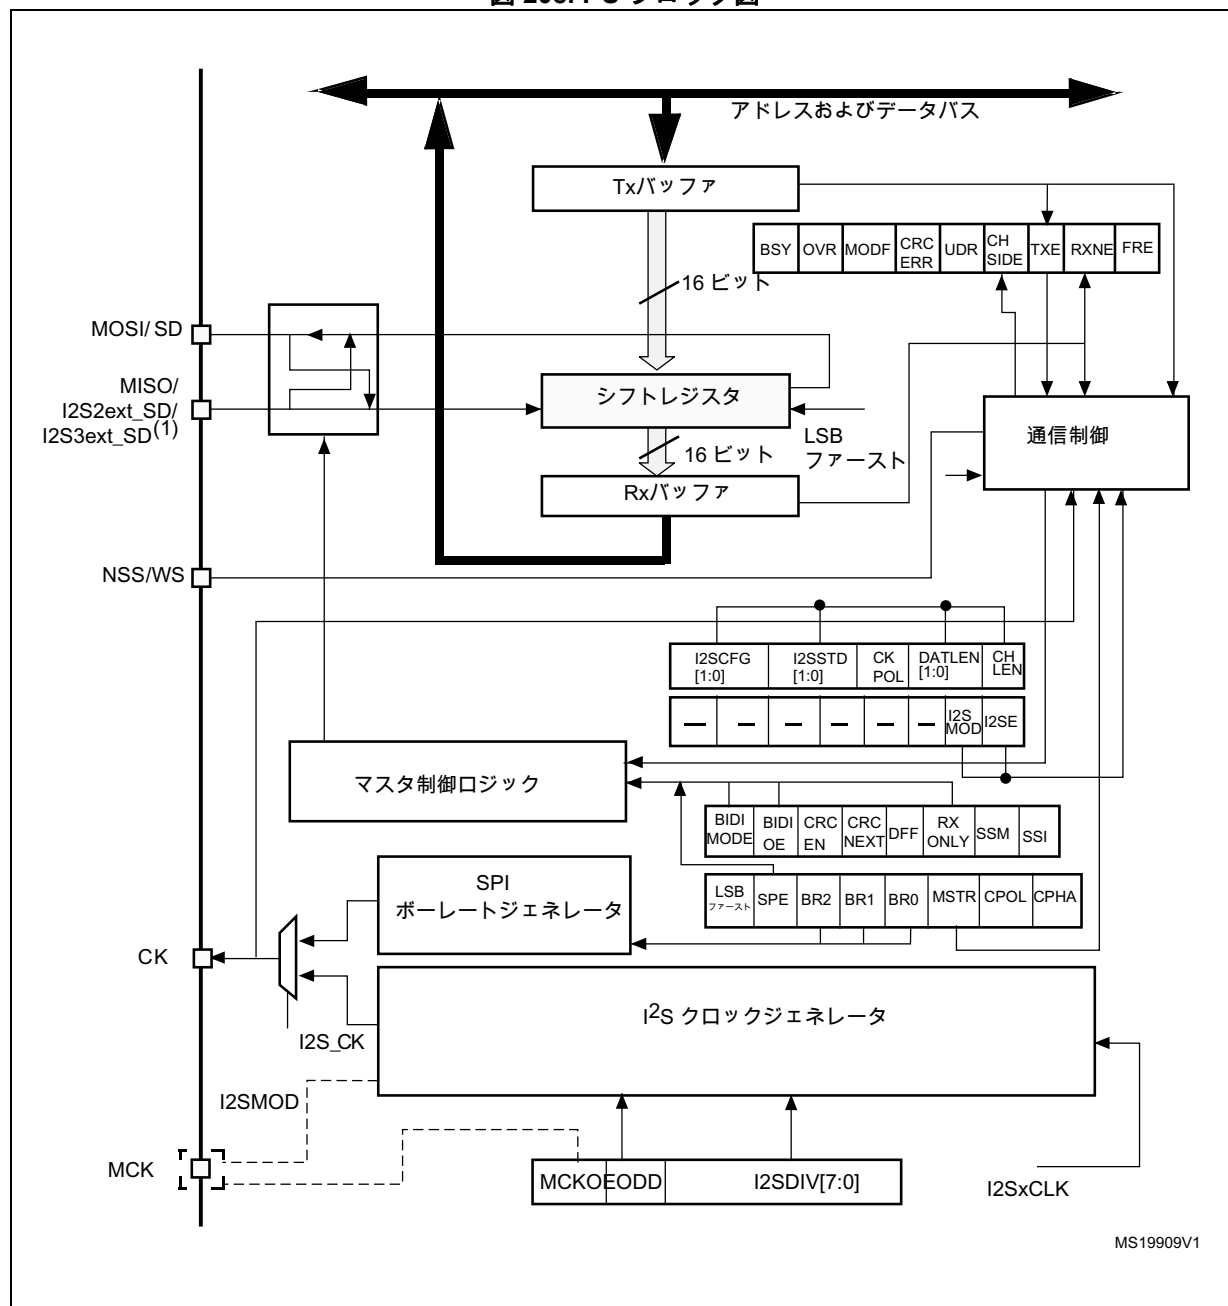 アドレスおよびデータバス
Txバッファ
BSY OVR MODF CRC ERR UDR CH SIDE TXE RXNE FRE
16 ビット
MOSI/ SD
MISO/
I2S2ext_SD/
I2S3ext_SD(1)
シフトレジスタ
LSB
ファースト
通信制御
16 ビット
Rxバッファ
NSS/WS
I2SCFG [1:0] I2SSTD [1:0] CK POL DATLEN [1:0] CH LEN
I2S MOD I2SE
マスタ制御ロジック
BIDI MODE BIDI OE CRC EN CRC NEXT DFF RX ONLY SSM SSI
SPI
ボーレートジェネレータ
LSB ファースト SPE BR2 BR1 BR0 MSTR CPOL CPHA
CK
I2S クロックジェネレータ
I2S_CK
I2SMOD
MCK
MCKOE ODD I2SDIV[7:0]
I2SxCLK
MS19909V1